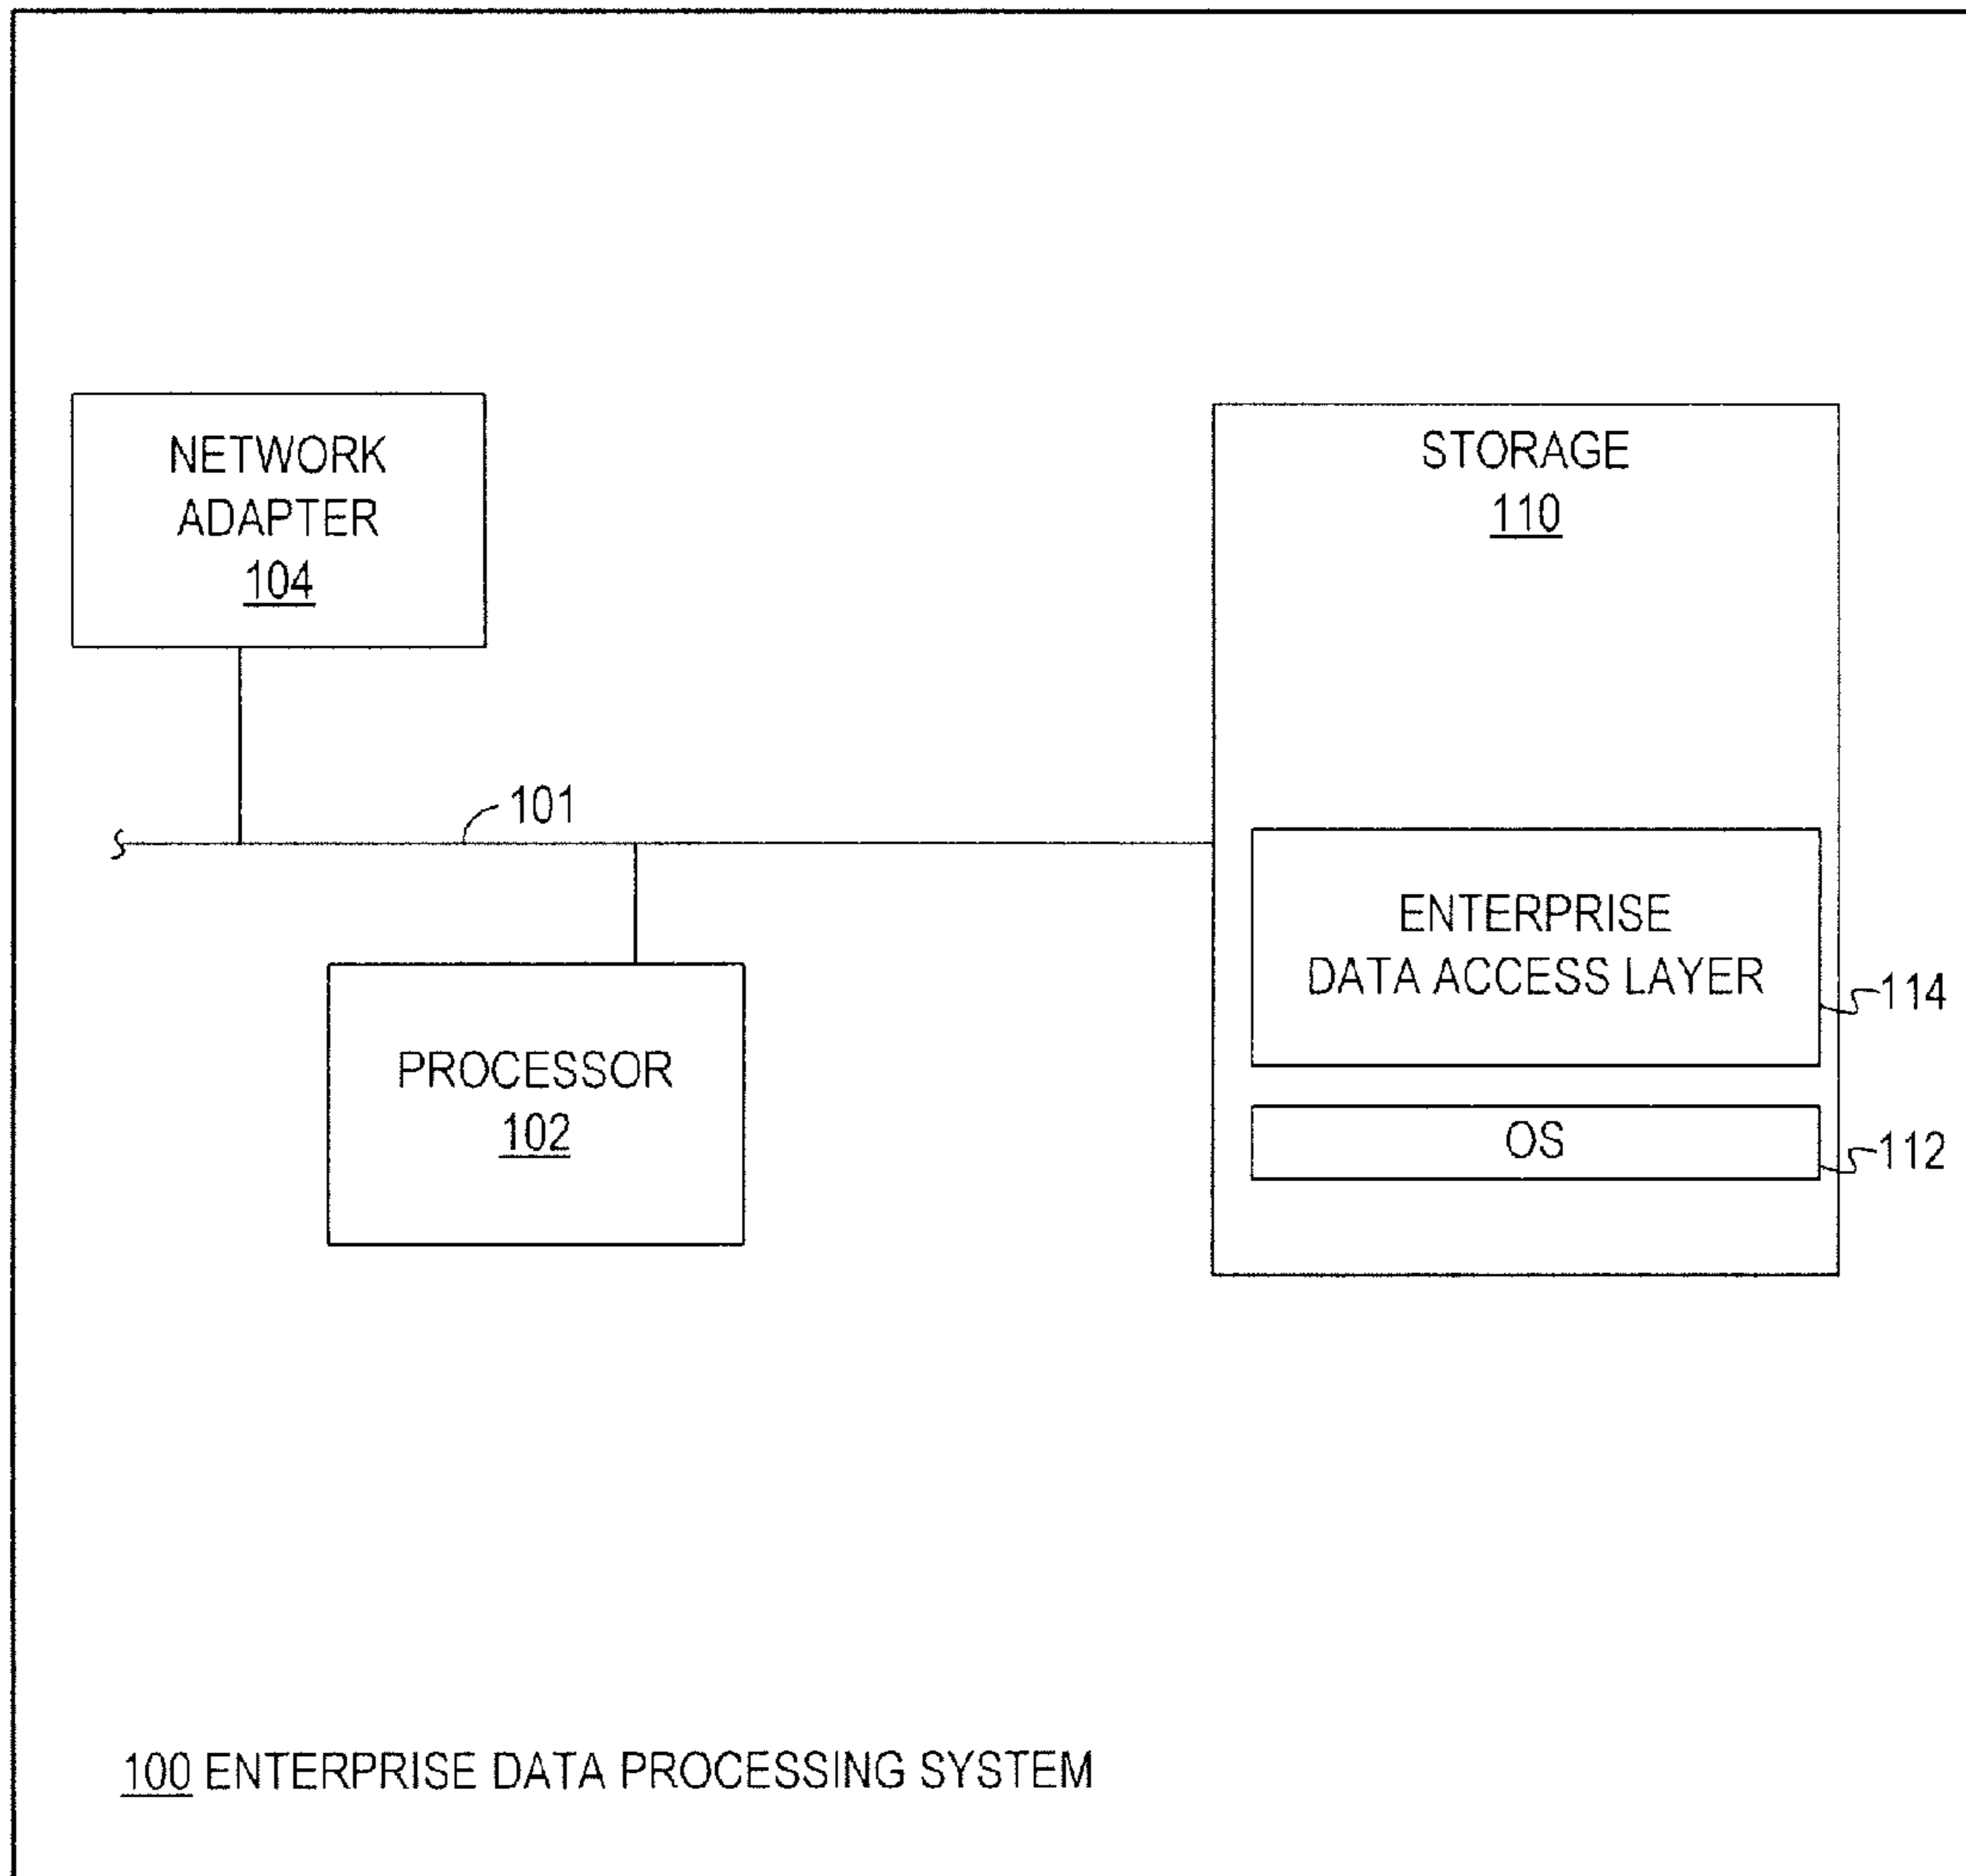 NETWORK
ADAPTER
104
STORAGE
110
101
ENTERPRISE
DATA ACCESS LAYER
114
PROCESSOR
102
OS
112
100 ENTERPRISE DATA PROCESSING SYSTEM